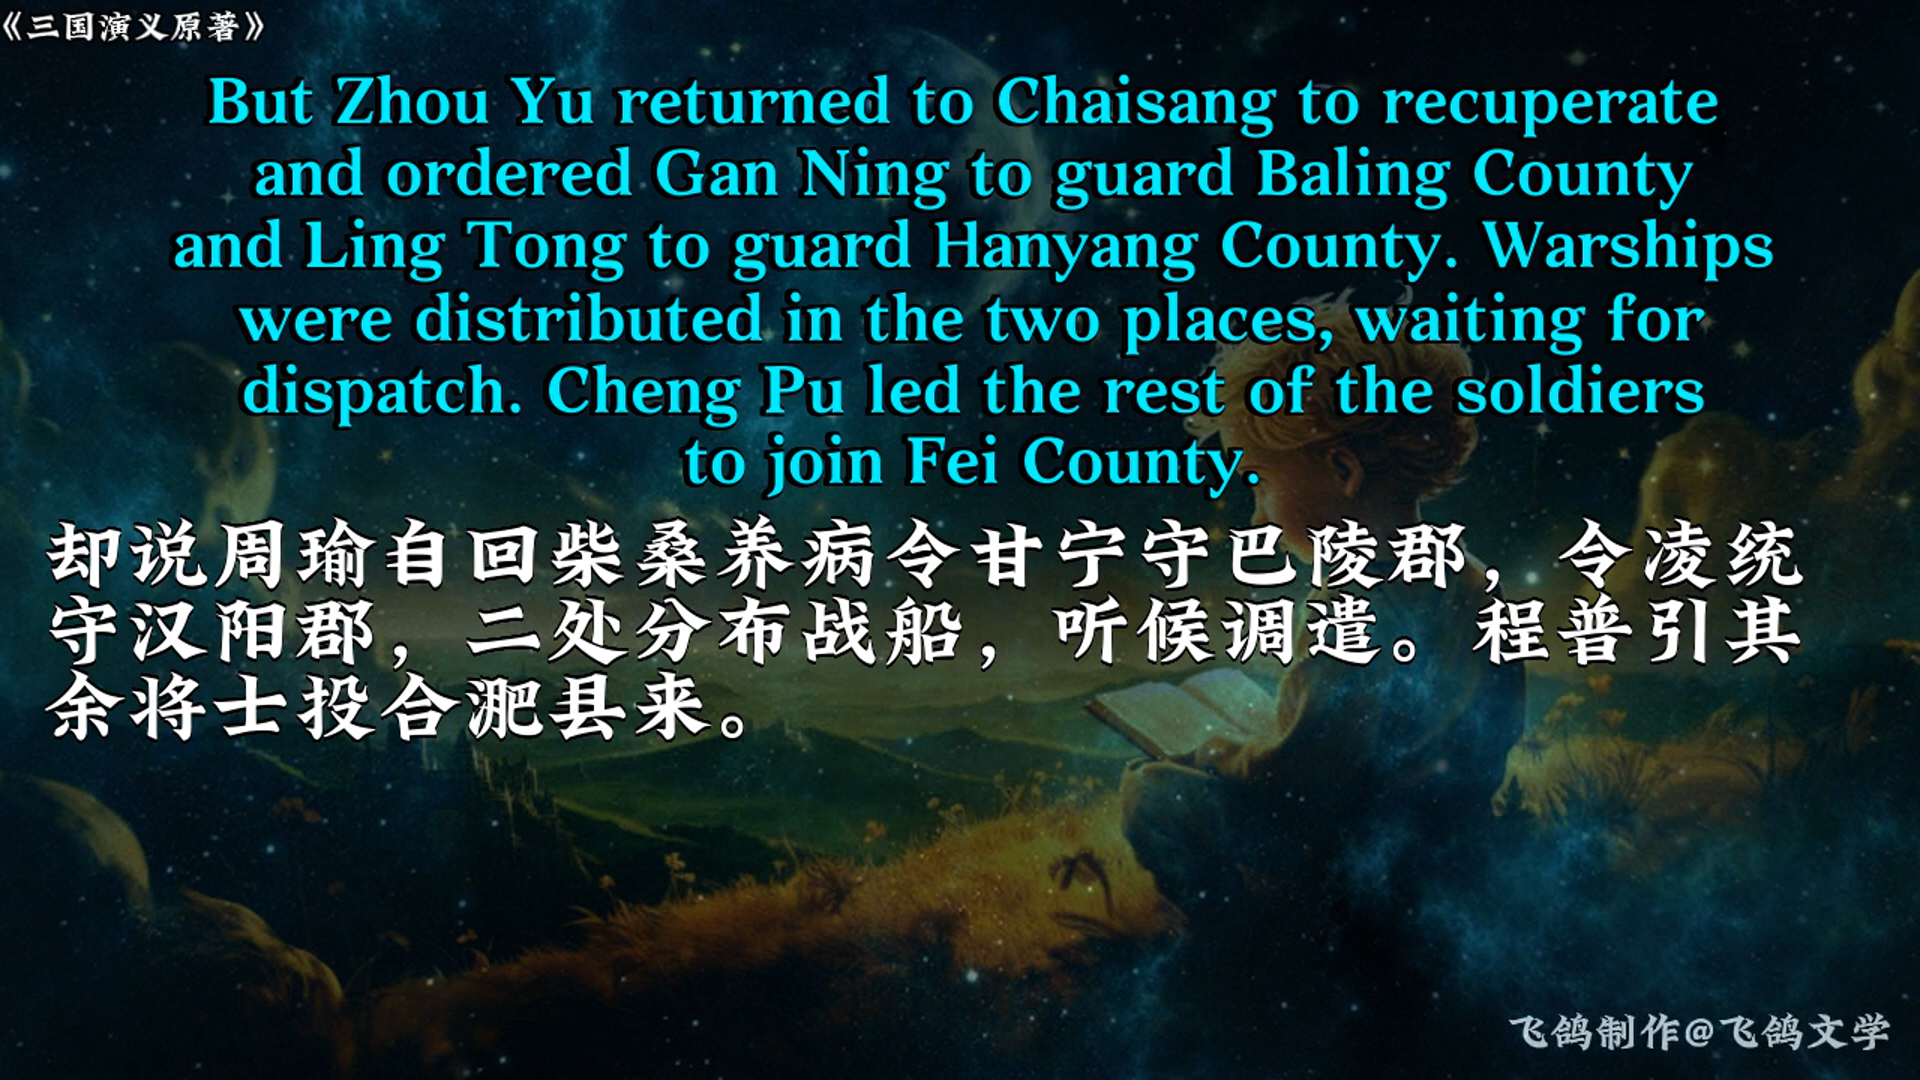 《三国演义原著》
But Zhou Yu returned to Chaisang to recuperate
and ordered Gan Ning to guard Baling County
and Ling Tong to guard Hanyang County. Warships
were distributed in the two places, waiting for
dispatch. Cheng Pu led the rest of the soldiers
to join Fei County.
却说周瑜自回柴桑养病令甘宁守巴陵郡，令凌统
守汉阳郡，二处分布战船，听候调遣。程普引其
余将士投合淝县来。
飞鸽制作@飞鸽文学